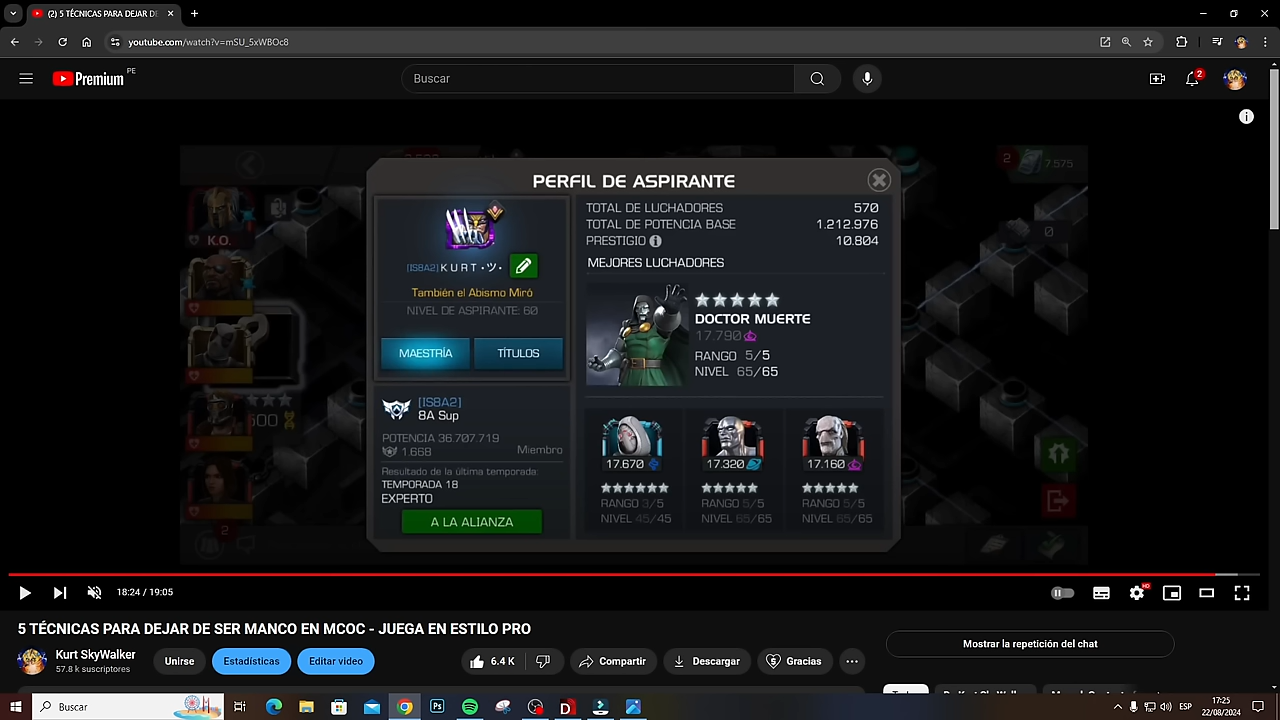 (2) 5 TÉCNICAS PARA DEJAR DE
youtube.com/watch?v=mSU_5xWBOc8
Premium PE
Buscar
2
PERFIL DE ASPIRANTE
2 7.575
K.O.
0
[IS8A2] K U R T
También el Abismo Miró
NIVEL DE ASPIRANTE: 60
MAESTRÍA
TÍTULOS
[IS8A2]
8A Sup
POTENCIA 36.707.719
1.668 Miembro
Resultado de la última temporada:
TEMPORADA 18
EXPERTO
A LA ALIANZA
TOTAL DE LUCHADORES 570
TOTAL DE POTENCIA BASE 1.212.976
PRESTIGIO 10.804
MEJORES LUCHADORES
DOCTOR MUERTE
17.790
RANGO 5/5
NIVEL 65/65
17.670
RANGO 3/5
NIVEL 45/45
17.320
RANGO 5/5
NIVEL 65/65
17.160
RANGO 5/5
NIVEL 65/65
2
18:24 / 19:05
HD
5 TÉCNICAS PARA DEJAR DE SER MANCO EN MCOC - JUEGA EN ESTILO PRO
Kurt SkyWalker
57.8 k suscriptores
Unirse
Estadísticas
Editar video
6.4 K
Compartir
Descargar
Gracias
Mostrar la repetición del chat
Buscar
ESP
17:25
22/08/2024